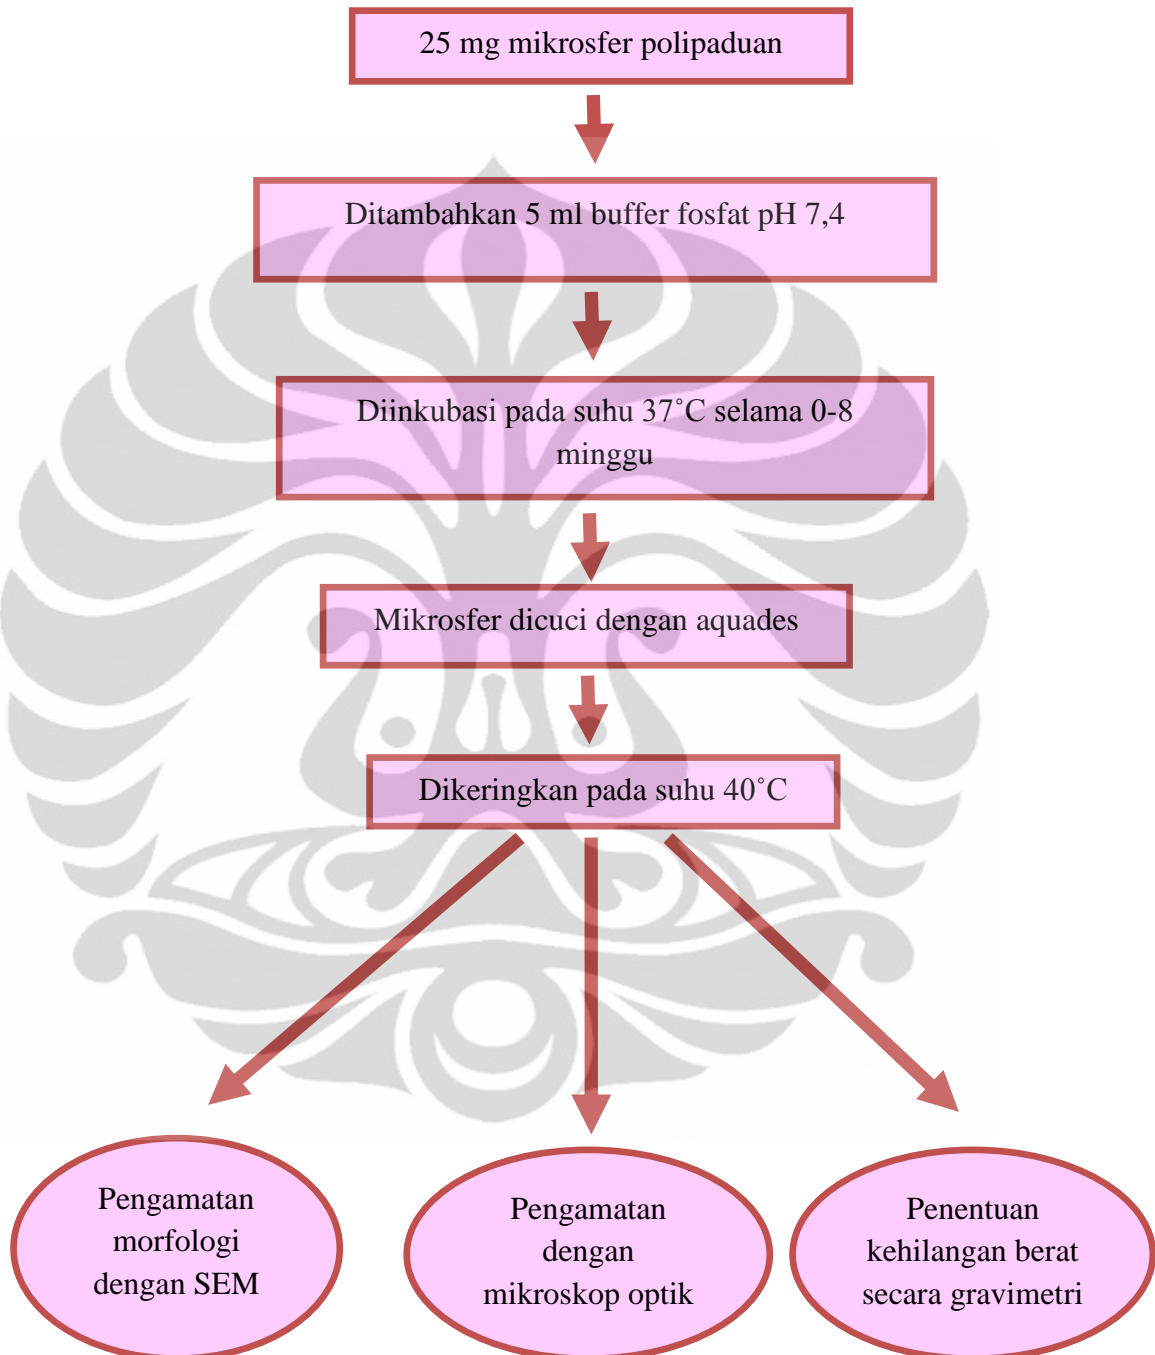 25 mg mikrosfer polipaduan
Ditambahkan 5 ml buffer fosfat pH 7,4
Diinkubasi pada suhu 37˚C selama 0-8
minggu
Mikrosfer dicuci dengan aquades
Dikeringkan pada suhu 40˚C
Pengamatan
morfologi
dengan SEM
Pengamatan
dengan
mikroskop optik
Penentuan
kehilangan berat
secara gravimetri